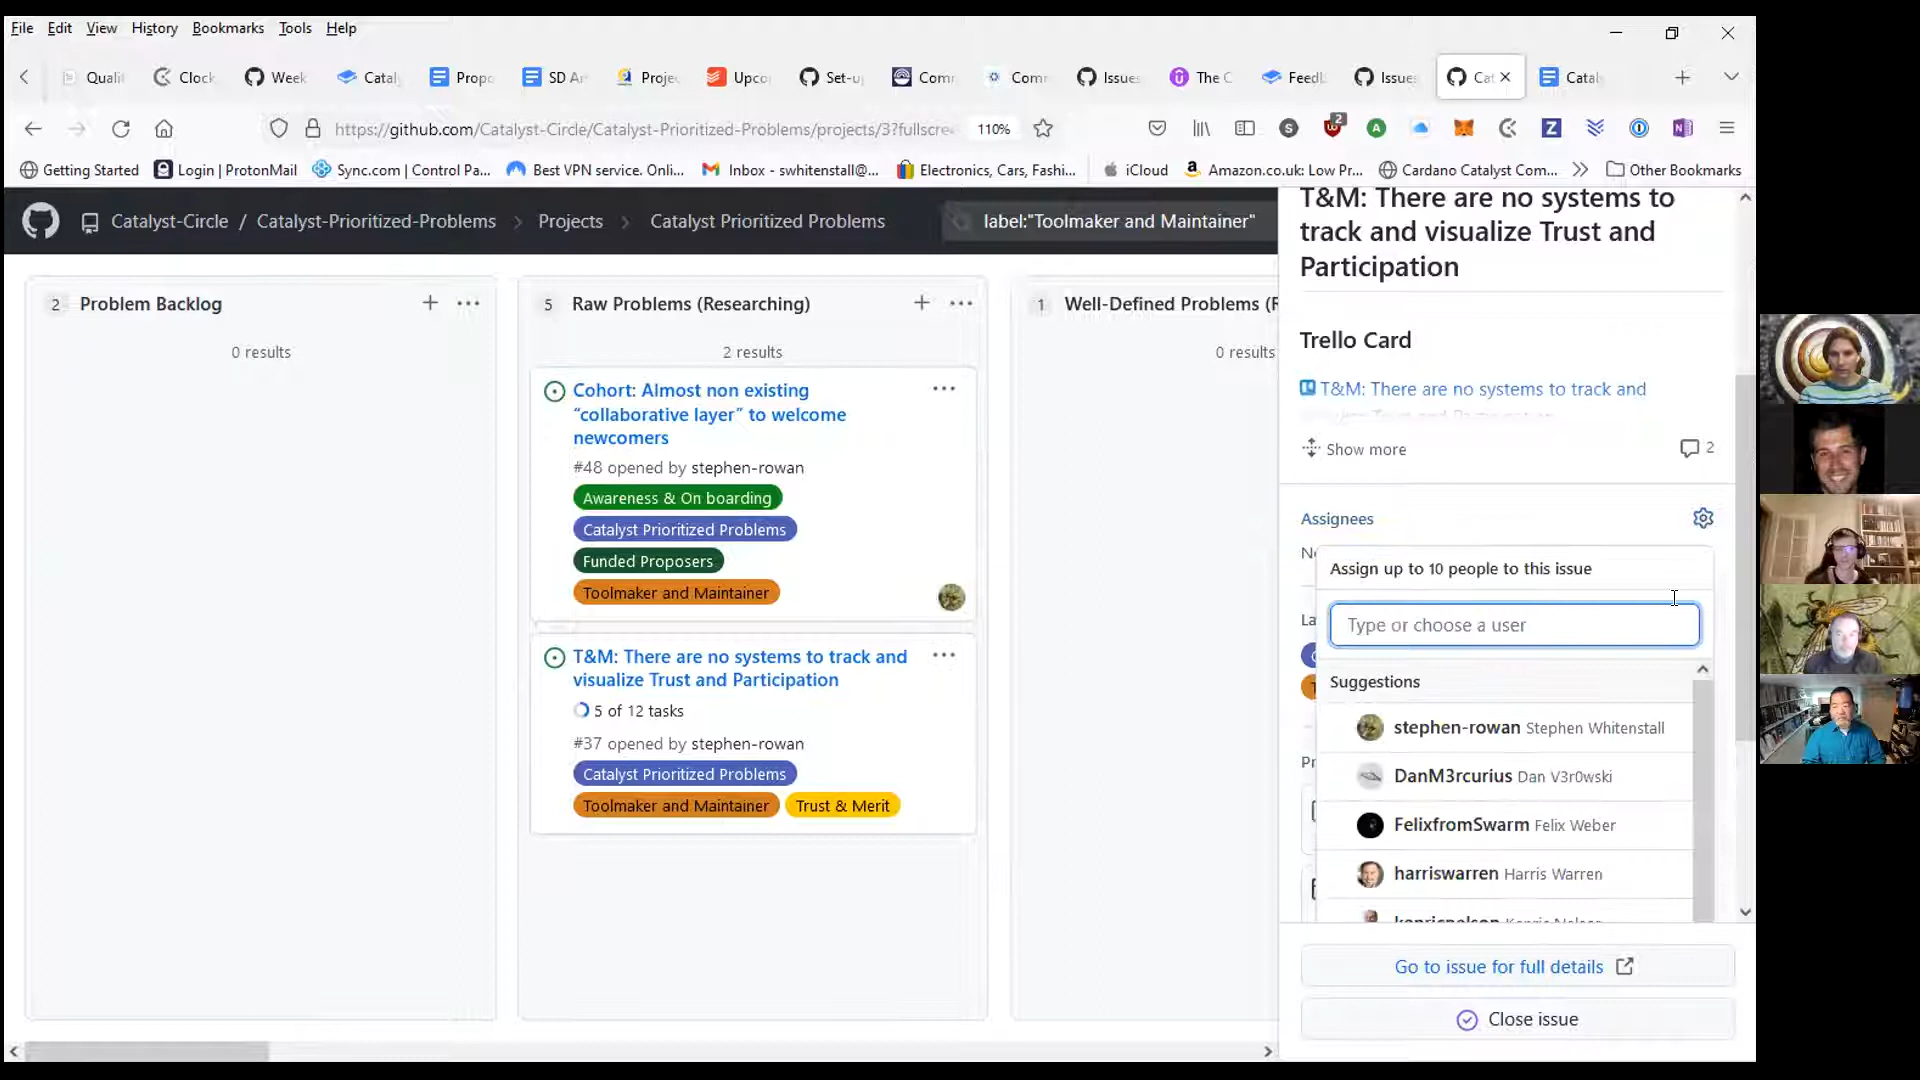 File Edit View History Bookmarks Tools Help
Quali Clock Week Catal Propo SD Ar Proje Upco Set-u Com Com Issues The C Feedb Issues Cat Catal
https://github.com/Catalyst-Circle/Catalyst-Prioritized-Problems/projects/3?fullscre 110% 2
Getting Started Login | ProtonMail Sync.com | Control Pa... Best VPN service. Onli... Inbox - swhitenstall@... Electronics, Cars, Fashi... iCloud Amazon.co.uk: Low Pr... Cardano Catalyst Com... Other Bookmarks
Catalyst-Circle / Catalyst-Prioritized-Problems Projects Catalyst Prioritized Problems label:"Toolmaker and Maintainer"
2 Problem Backlog
0 results
5 Raw Problems (Researching)
2 results
Cohort: Almost non existing
“collaborative layer” to welcome
newcomers
#48 opened by stephen-rowan
Awareness & On boarding
Catalyst Prioritized Problems
Funded Proposers
Toolmaker and Maintainer
T&M: There are no systems to track and
visualize Trust and Participation
5 of 12 tasks
#37 opened by stephen-rowan
Catalyst Prioritized Problems
Toolmaker and Maintainer Trust & Merit
1 Well-Defined Problems (R
0 results
T&M: There are no systems to
track and visualize Trust and
Participation
Trello Card
T&M: There are no systems to track and
Show more 2
Assignees
Assign up to 10 people to this issue
Type or choose a user
Suggestions
stephen-rowan Stephen Whitenstall
DanM3rcurius Dan V3r0wski
FelixfromSwarm Felix Weber
harriswarren Harris Warren
Go to issue for full details
Close issue